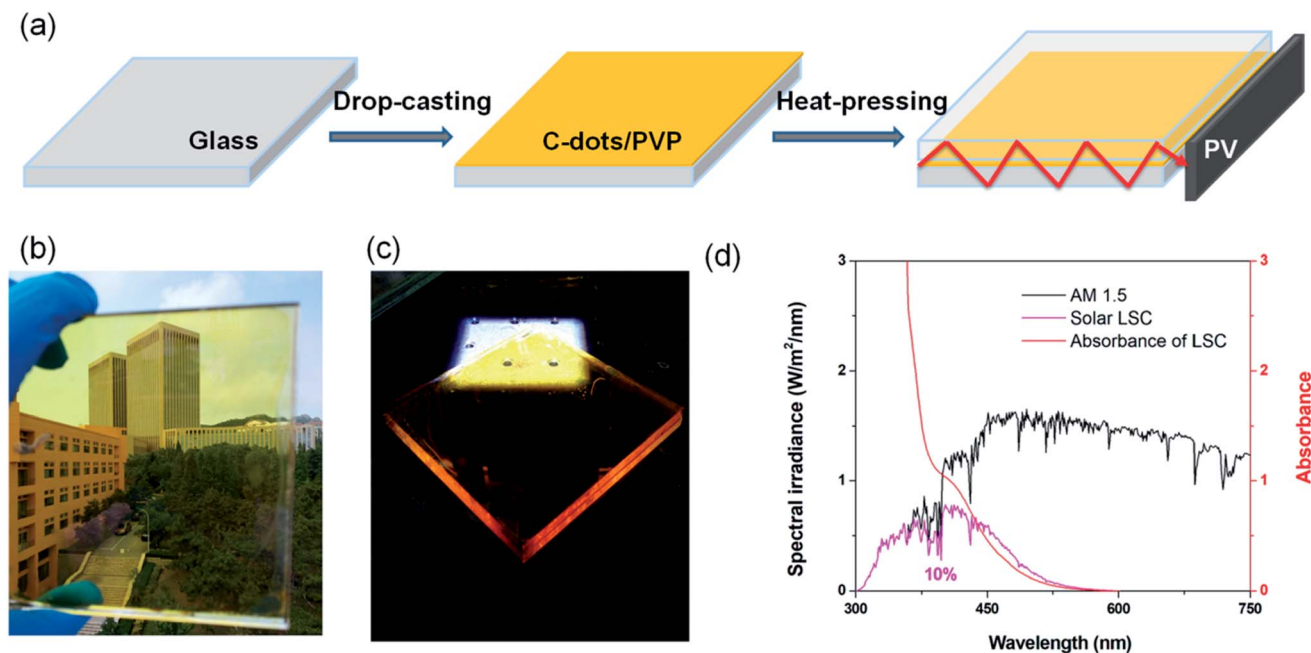 (a)
Glass
Drop-casting
C-dots/PVP
Heat-pressing
PV
(b)
(c)
(d)
Spectral irradiance (W/m²/nm)
3
2
1
0
AM 1.5
Solar LSC
Absorbance of LSC
10%
300
450
600
750
Wavelength (nm)
3
2
1
0
Absorbance